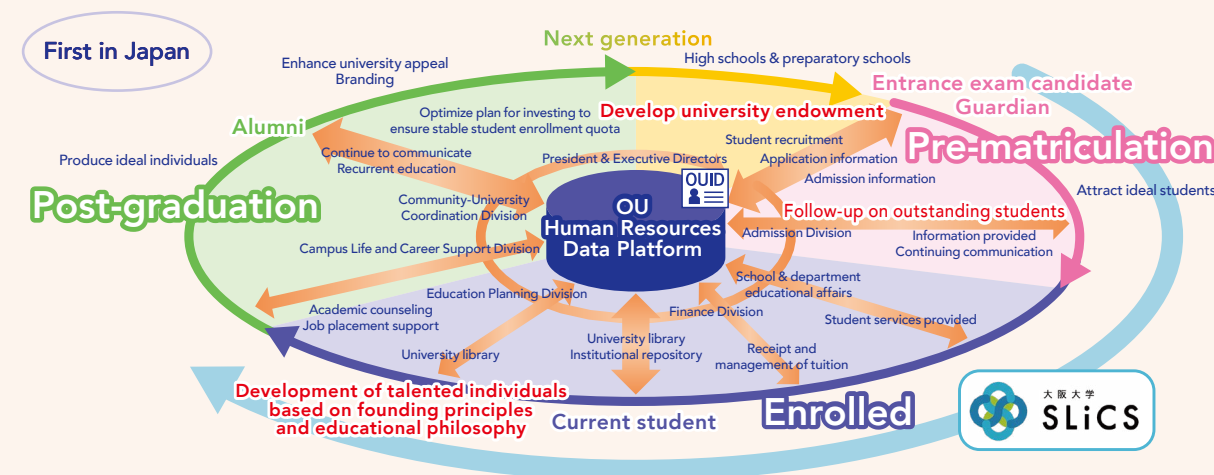 First in Japan
Next generation
High schools & preparatory schools
Enhance university appeal
Branding
Entrance exam candidate
Guardian
Optimize plan for investing to
ensure stable student enrollment quota
Develop university endowment
Alumni
Student recruitment
Pre-matriculation
Produce ideal individuals
Continue to communicate
Recurrent education
President & Executive Directors
Application information
Admission information
OUID
Attract ideal students
Post-graduation
Community-University
Coordination Division
OU
Human Resources
Data Platform
Follow-up on outstanding students
Admission Division
Information provided
Continuing communication
Campus Life and Career Support Division
School & department
educational affairs
Education Planning Division
Finance Division
Academic counseling
Job placement support
Student services provided
University library
University library
Institutional repository
Receipt and
management of tuition
Development of talented individuals
based on founding principles
and educational philosophy
Current student
Enrolled
大阪大学
SLiCS